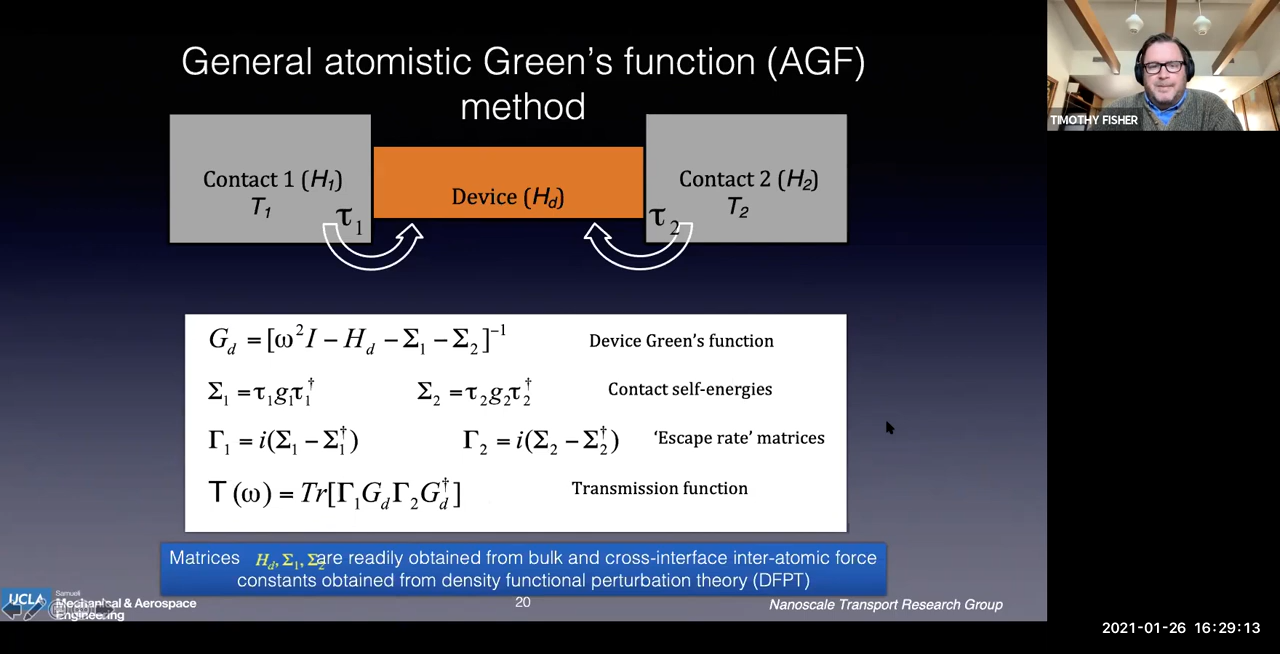 General atomistic Green's function (AGF)
method
TIMOTHY FISHER
Contact 1 (H₁)
T₁
τ₁
Device (H_d)
Contact 2 (H₂)
T₂
τ₂
G_d = [ω²I − H_d − Σ₁ − Σ₂]⁻¹ Device Green's function
Σ₁ = τ₁g₁τ₁† Σ₂ = τ₂g₂τ₂† Contact self-energies
Γ₁ = i(Σ₁ − Σ₁†) Γ₂ = i(Σ₂ − Σ₂†) 'Escape rate' matrices
T (ω) = Tr[Γ₁G_dΓ₂G_d†] Transmission function
Matrices H_d, Σ₁, Σ₂ are readily obtained from bulk and cross-interface inter-atomic force
constants obtained from density functional perturbation theory (DFPT)
UCLA Samueli
Mechanical & Aerospace
Engineering
20
Nanoscale Transport Research Group
2021-01-26 16:29:13